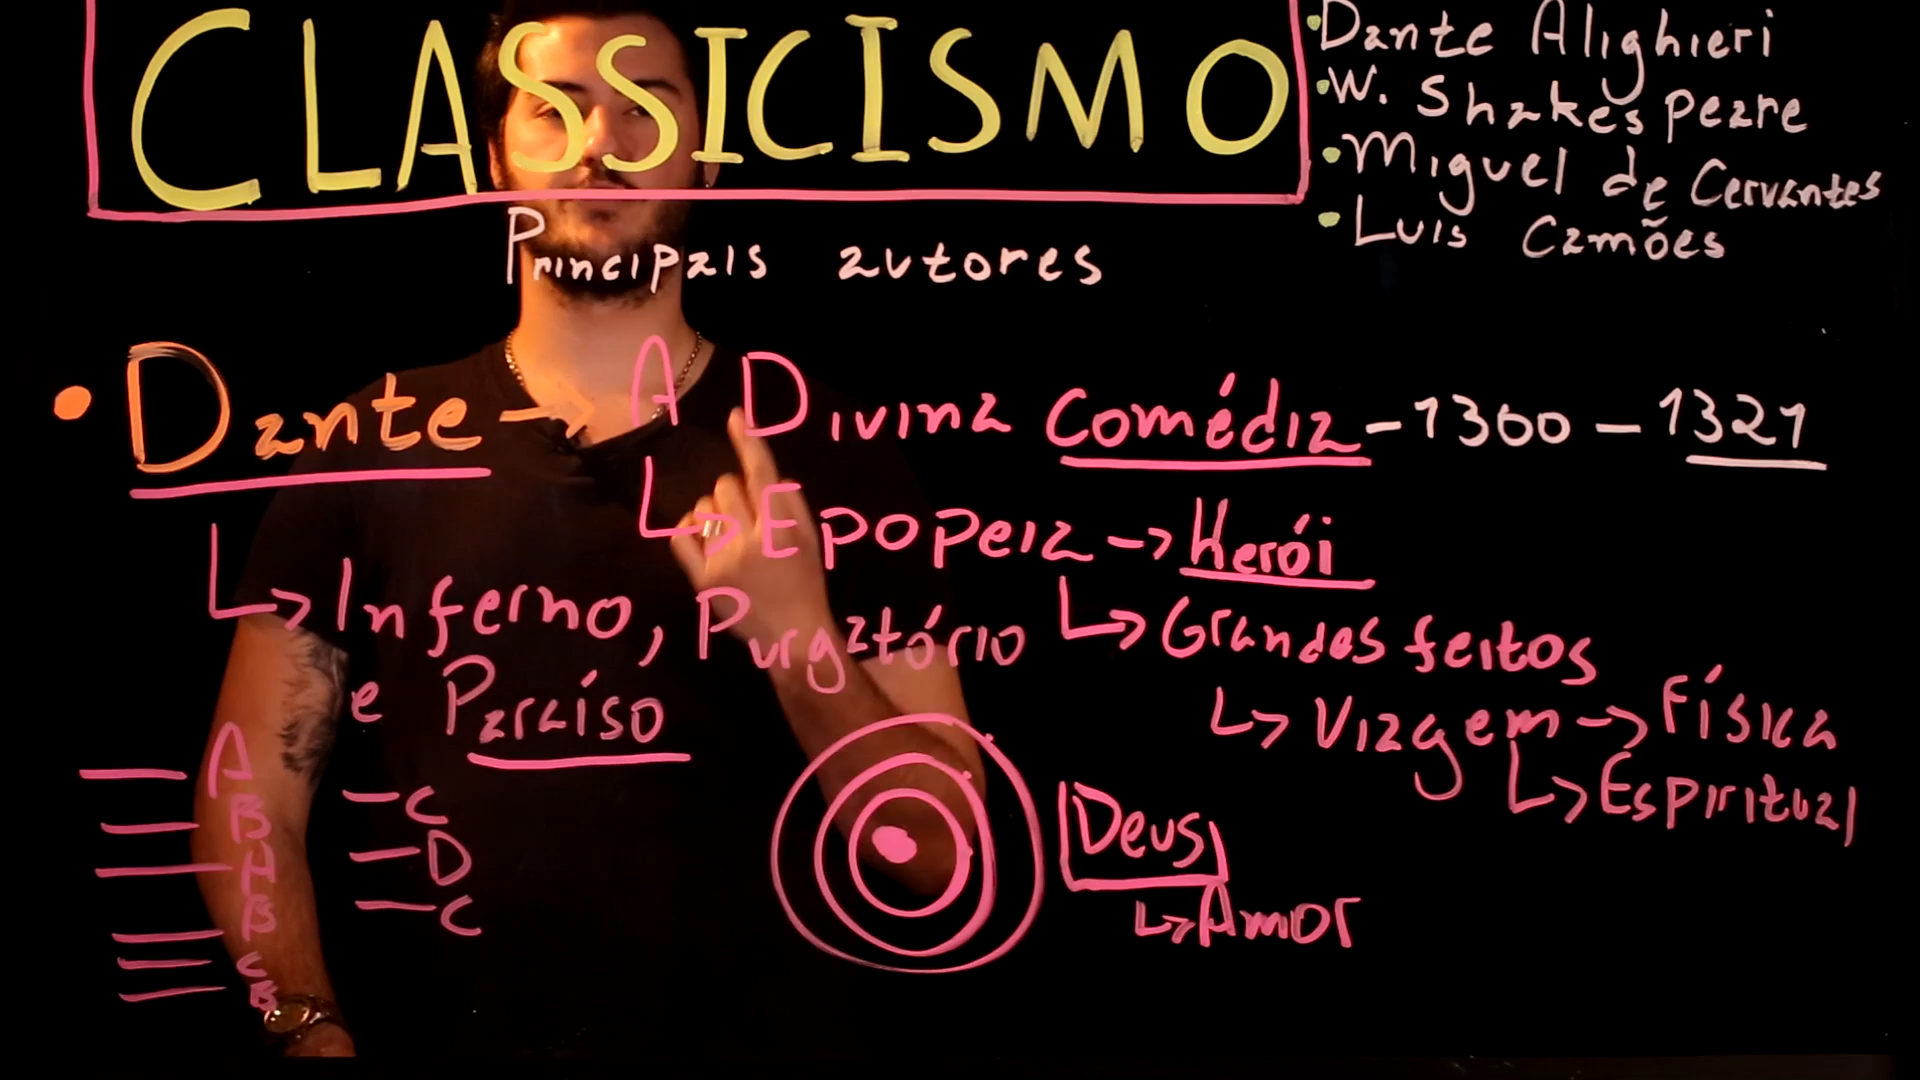 CLASSICISMO
• Dante Alighieri
• W. Shakespeare
• Miguel de Cervantes
• Luis Camões
Principais autores
• Dante → A Divina Comédia - 1300 - 1321
↳ Epopeia → Herói
↳ Inferno, Purgatório
e Paraíso
↳ Grandes feitos
↳ Viagem → Física
↳ Espiritual
A
B
A
B
C
B
C
D
C
Deus
↳ Amor